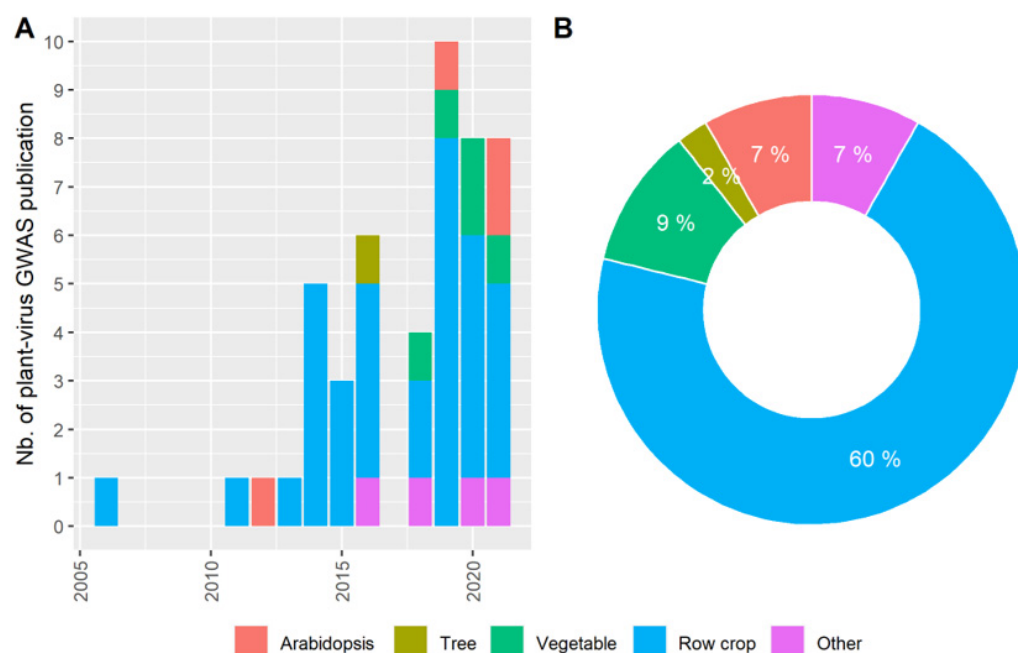 A
B
Nb. of plant-virus GWAS publication
10
9
8
7
6
5
4
3
2
1
0
2005
2010
2015
2020
7 %
7 %
2 %
9 %
60 %
Arabidopsis
Tree
Vegetable
Row crop
Other